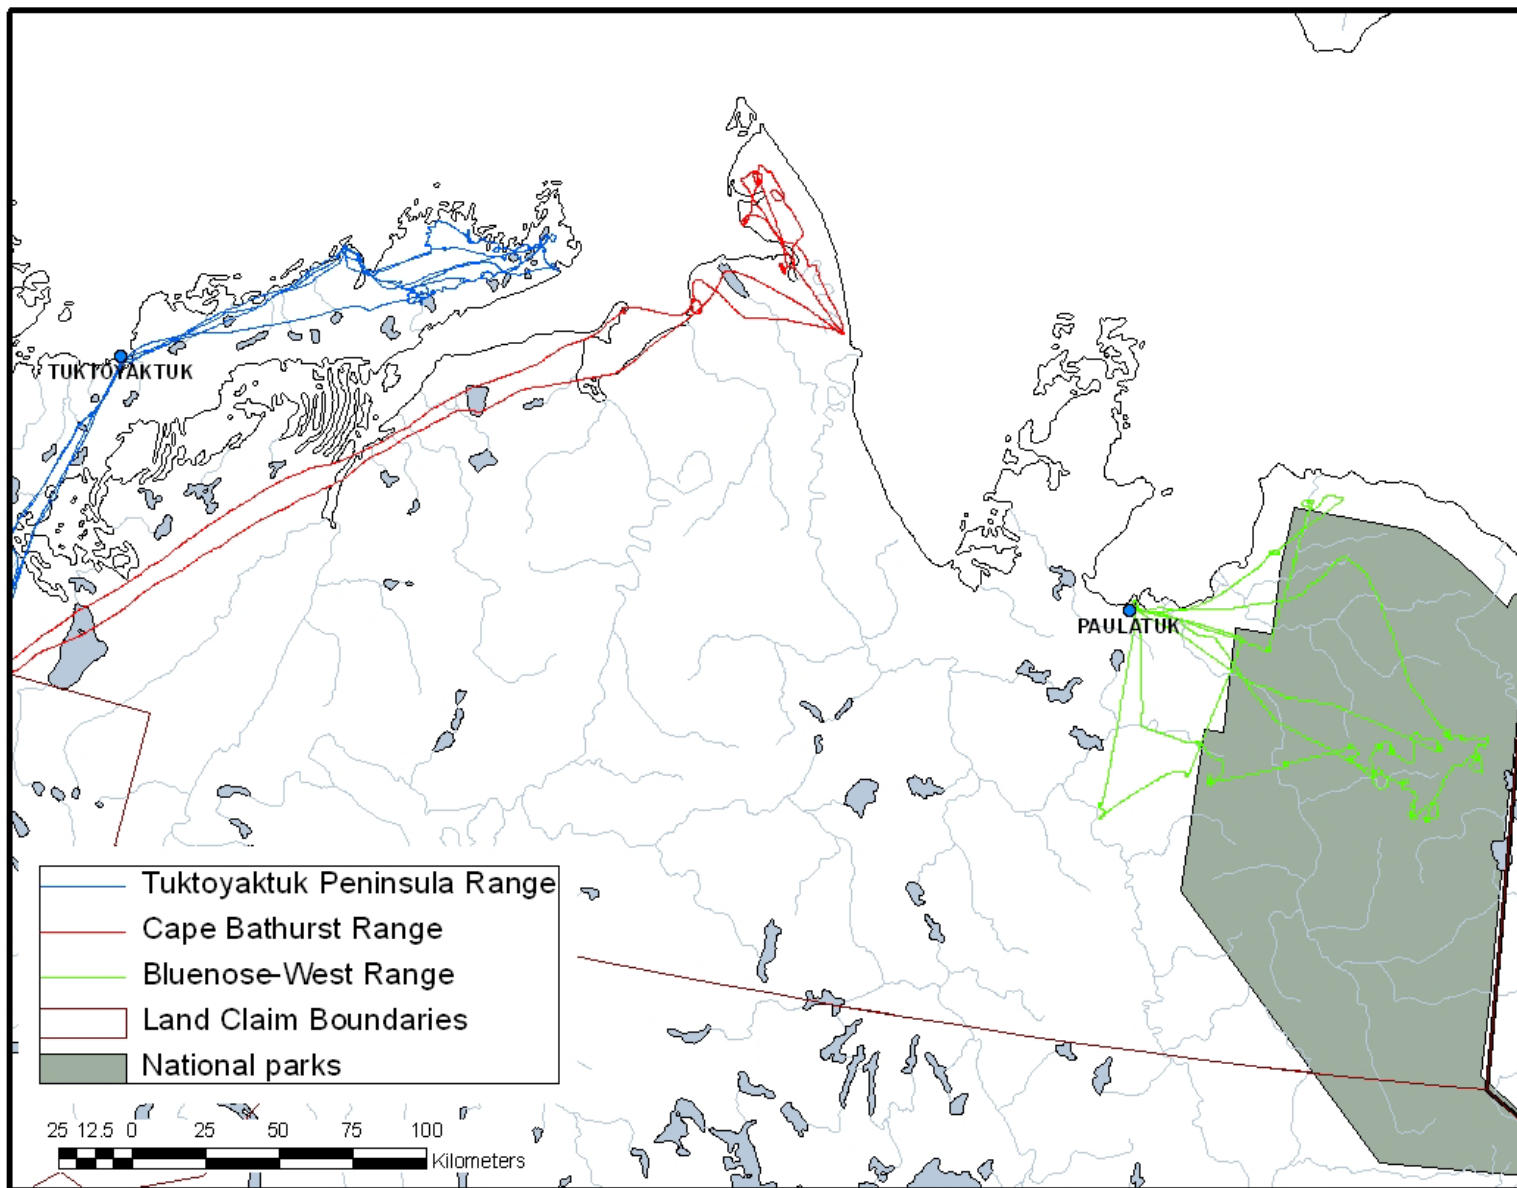 TUKTOYAKTUK
PAULATUK
Tuktoyaktuk Peninsula Range
Cape Bathurst Range
Bluenose-West Range
Land Claim Boundaries
National parks
25 12.5 0 25 50 75 100
Kilometers